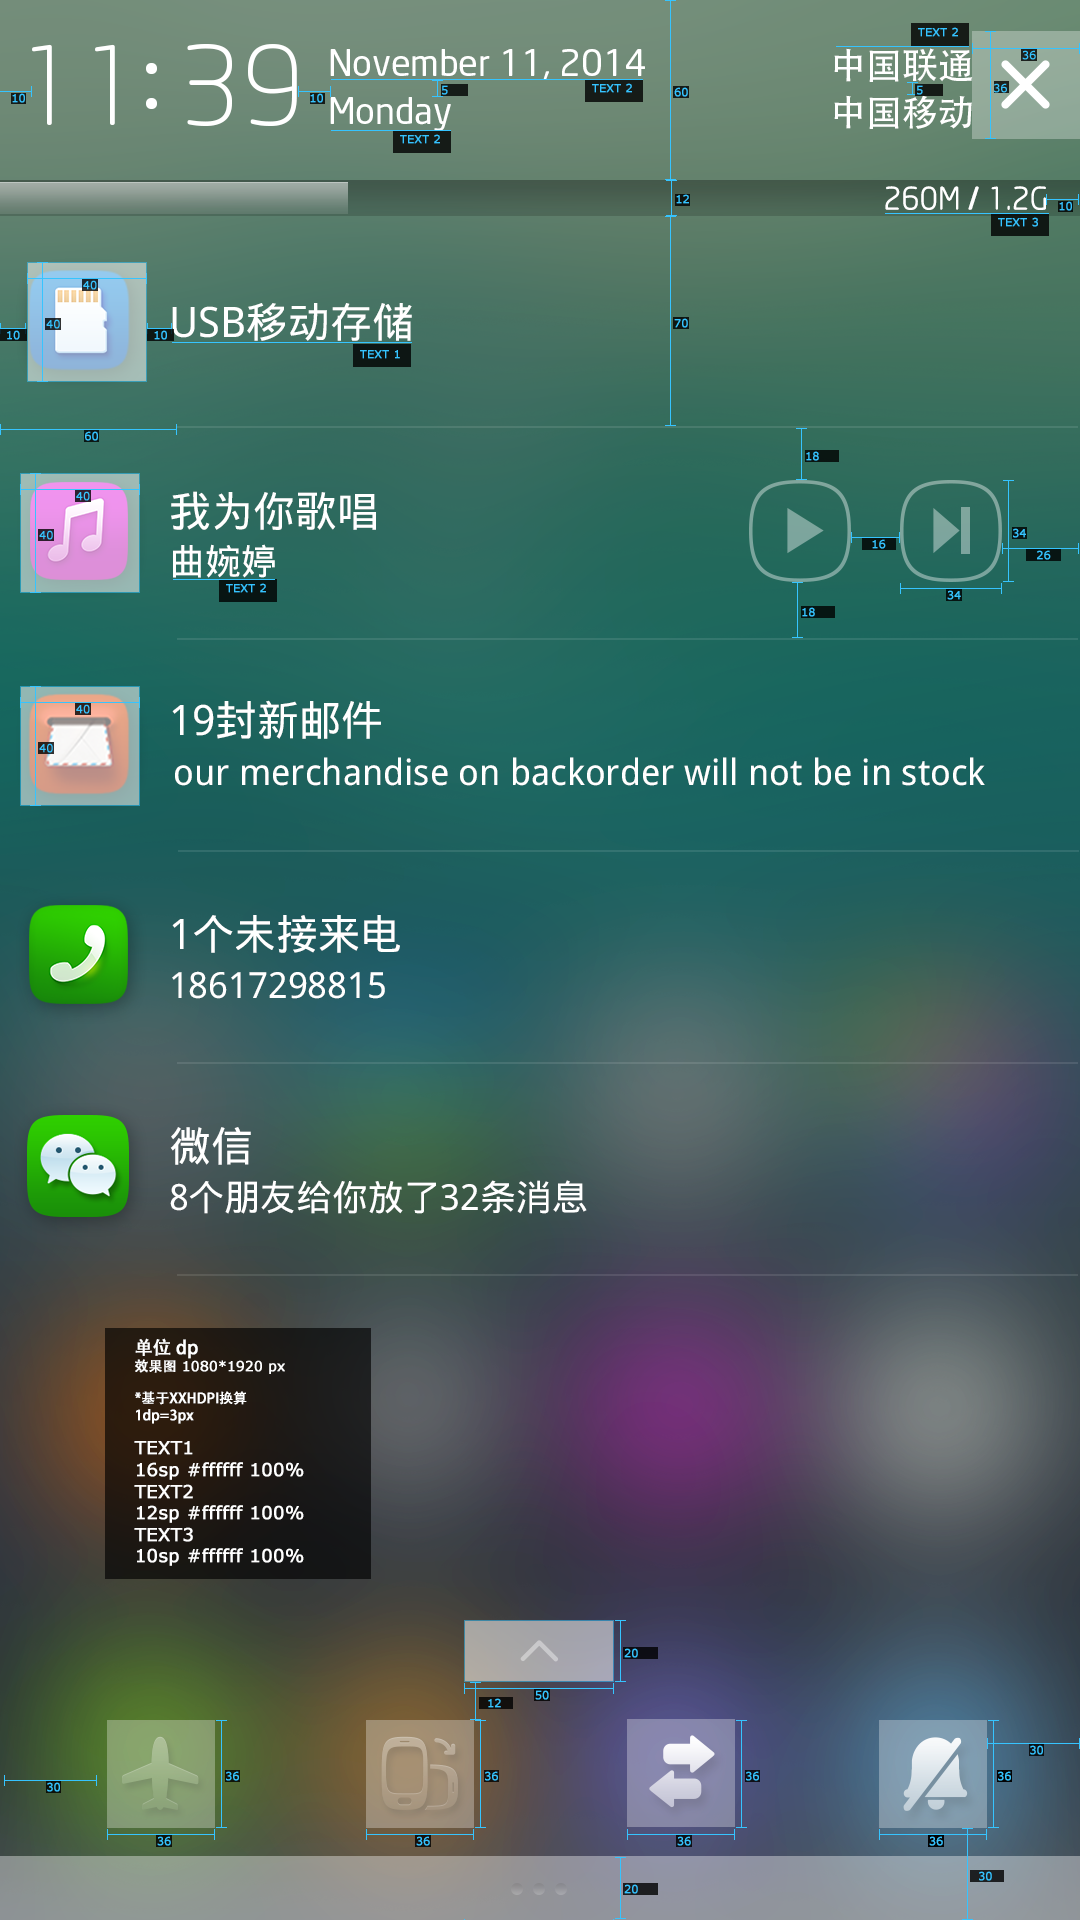 11:39
November 11, 2014
Monday
TEXT 2
TEXT 2
TEXT 2
中国联通
中国移动
10
10
5
60
5
36
36
12
260M / 1.2G
10
TEXT 3
40
40
10
10
USB移动存储
TEXT 1
70
60
18
40
40
我为你歌唱
曲婉婷
TEXT 2
16
34
26
34
18
40
40
19封新邮件
our merchandise on backorder will not be in stock
1个未接来电
18617298815
微信
8个朋友给你放了32条消息
单位 dp
效果图 1080*1920 px
*基于XXHDPI换算
1dp=3px
TEXT1
16sp #ffffff 100%
TEXT2
12sp #ffffff 100%
TEXT3
10sp #ffffff 100%
20
50
12
30
36
36
36
36
30
36
36
36
36
20
30